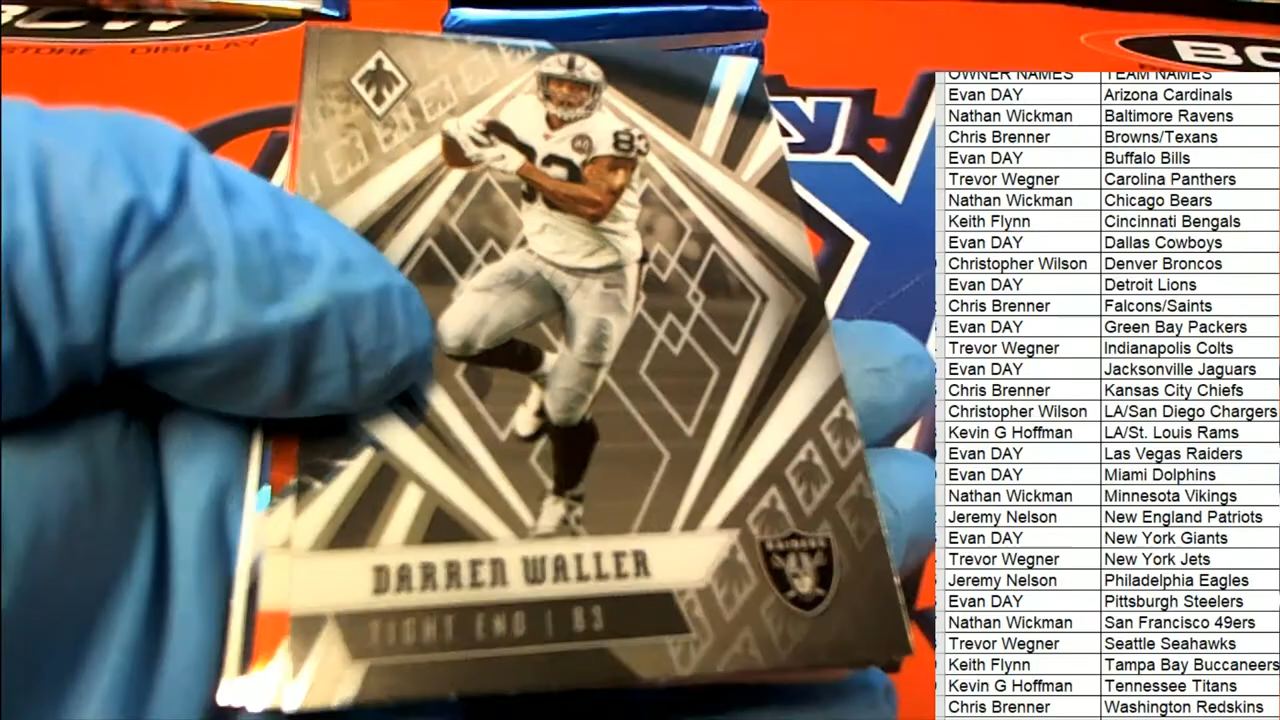 BCW
STORE DISPLAY
BC
83
83
DARREN WALLER
TIGHT END | 83
RAIDERS
OWNER NAMES TEAM NAMES
Evan DAY Arizona Cardinals
Nathan Wickman Baltimore Ravens
Chris Brenner Browns/Texans
Evan DAY Buffalo Bills
Trevor Wegner Carolina Panthers
Nathan Wickman Chicago Bears
Keith Flynn Cincinnati Bengals
Evan DAY Dallas Cowboys
Christopher Wilson Denver Broncos
Evan DAY Detroit Lions
Chris Brenner Falcons/Saints
Evan DAY Green Bay Packers
Trevor Wegner Indianapolis Colts
Evan DAY Jacksonville Jaguars
Chris Brenner Kansas City Chiefs
Christopher Wilson LA/San Diego Chargers
Kevin G Hoffman LA/St. Louis Rams
Evan DAY Las Vegas Raiders
Evan DAY Miami Dolphins
Nathan Wickman Minnesota Vikings
Jeremy Nelson New England Patriots
Evan DAY New York Giants
Trevor Wegner New York Jets
Jeremy Nelson Philadelphia Eagles
Evan DAY Pittsburgh Steelers
Nathan Wickman San Francisco 49ers
Trevor Wegner Seattle Seahawks
Keith Flynn Tampa Bay Buccaneers
Kevin G Hoffman Tennessee Titans
Chris Brenner Washington Redskins